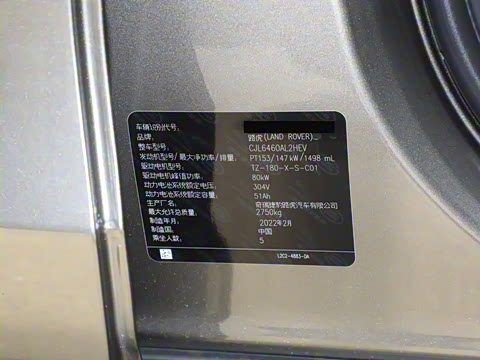 车辆识别代号:
品牌: 路虎(LAND ROVER)
整车型号: CJL6460AL2HEV
发动机型号/最大净功率/排量: PT153/147kW/1498 mL
驱动电机型号: TZ-180-X-S-C01
驱动电机峰值功率: 80kW
动力电池系统额定电压: 304V
动力电池系统额定容量: 51Ah
生产厂名: 奇瑞捷豹路虎汽车有限公司
最大允许总质量: 2750kg
制造年月: 2022年2月
制造国: 中国
乘坐人数: 5
L2C2-4883-DA